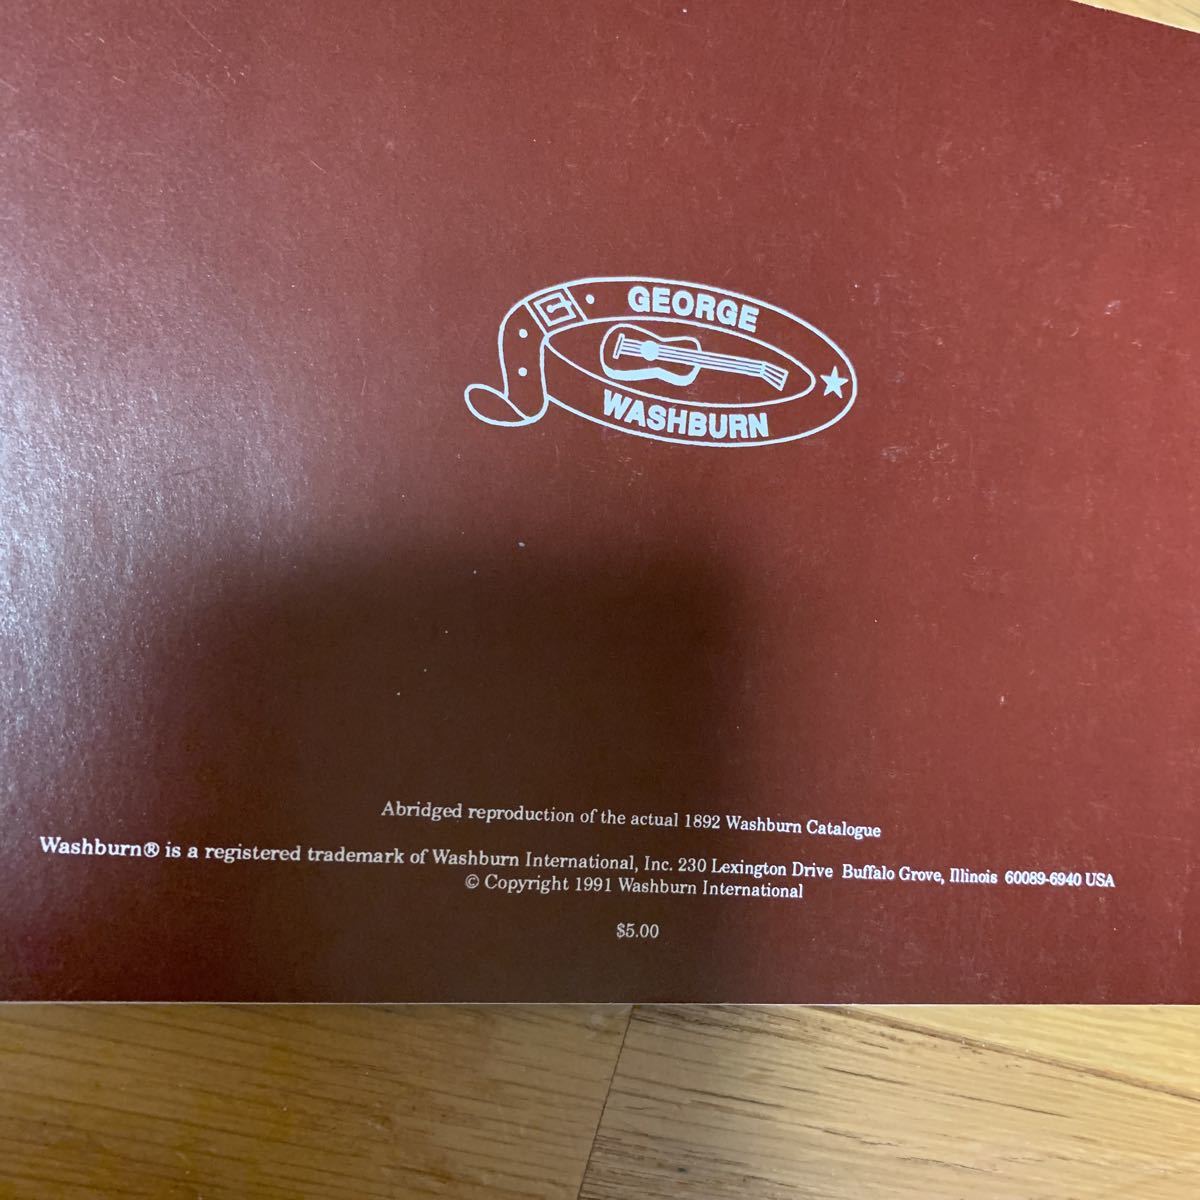 GEORGE
WASHBURN
Abridged reproduction of the actual 1892 Washburn Catalogue
Washburn® is a registered trademark of Washburn International, Inc. 230 Lexington Drive Buffalo Grove, Illinois 60089-6940 USA
© Copyright 1991 Washburn International
$5.00